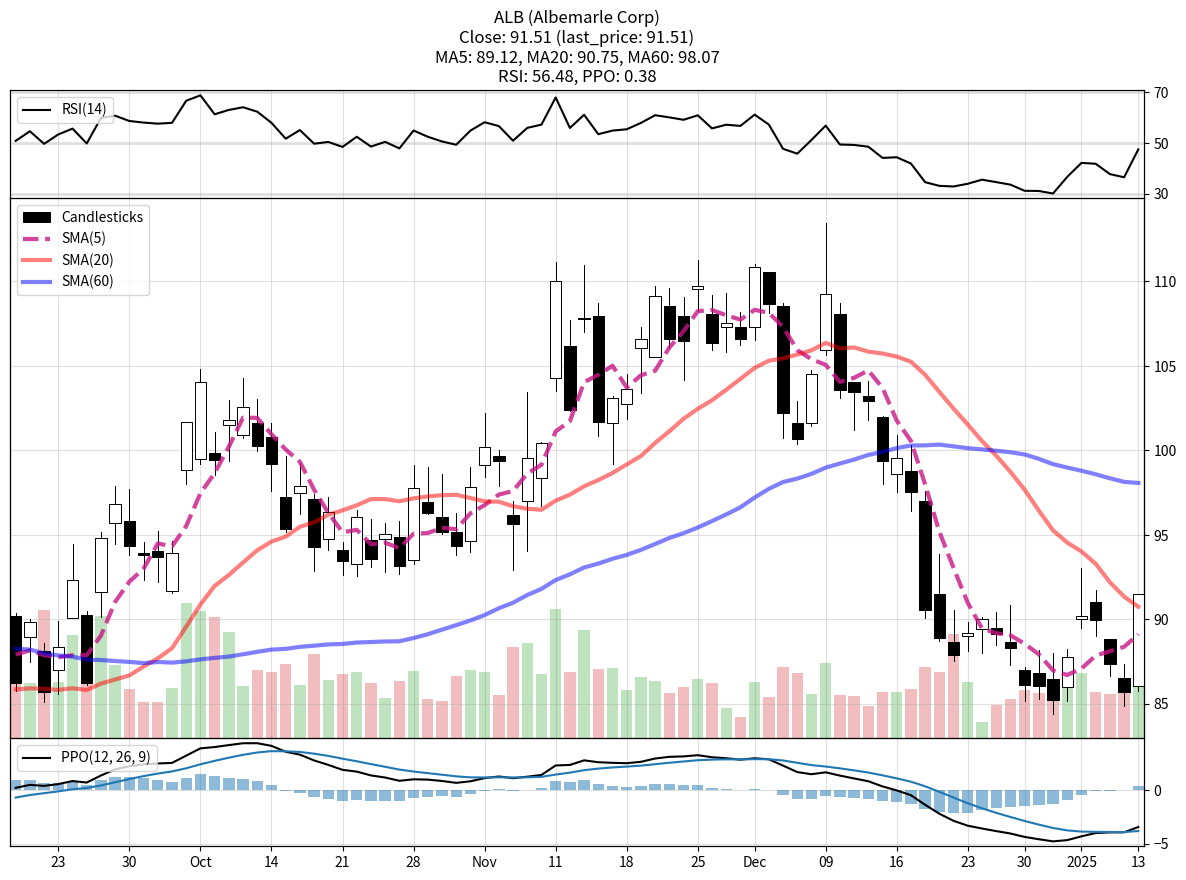 ALB (Albemarle Corp)
Close: 91.51 (last_price: 91.51)
MA5: 89.12, MA20: 90.75, MA60: 98.07
RSI: 56.48, PPO: 0.38
RSI(14)
70
50
30
Candlesticks
SMA(5)
SMA(20)
SMA(60)
110
105
100
95
90
85
PPO(12, 26, 9)
0
−5
23 30 Oct 14 21 28 Nov 11 18 25 Dec 09 16 23 30 2025 13